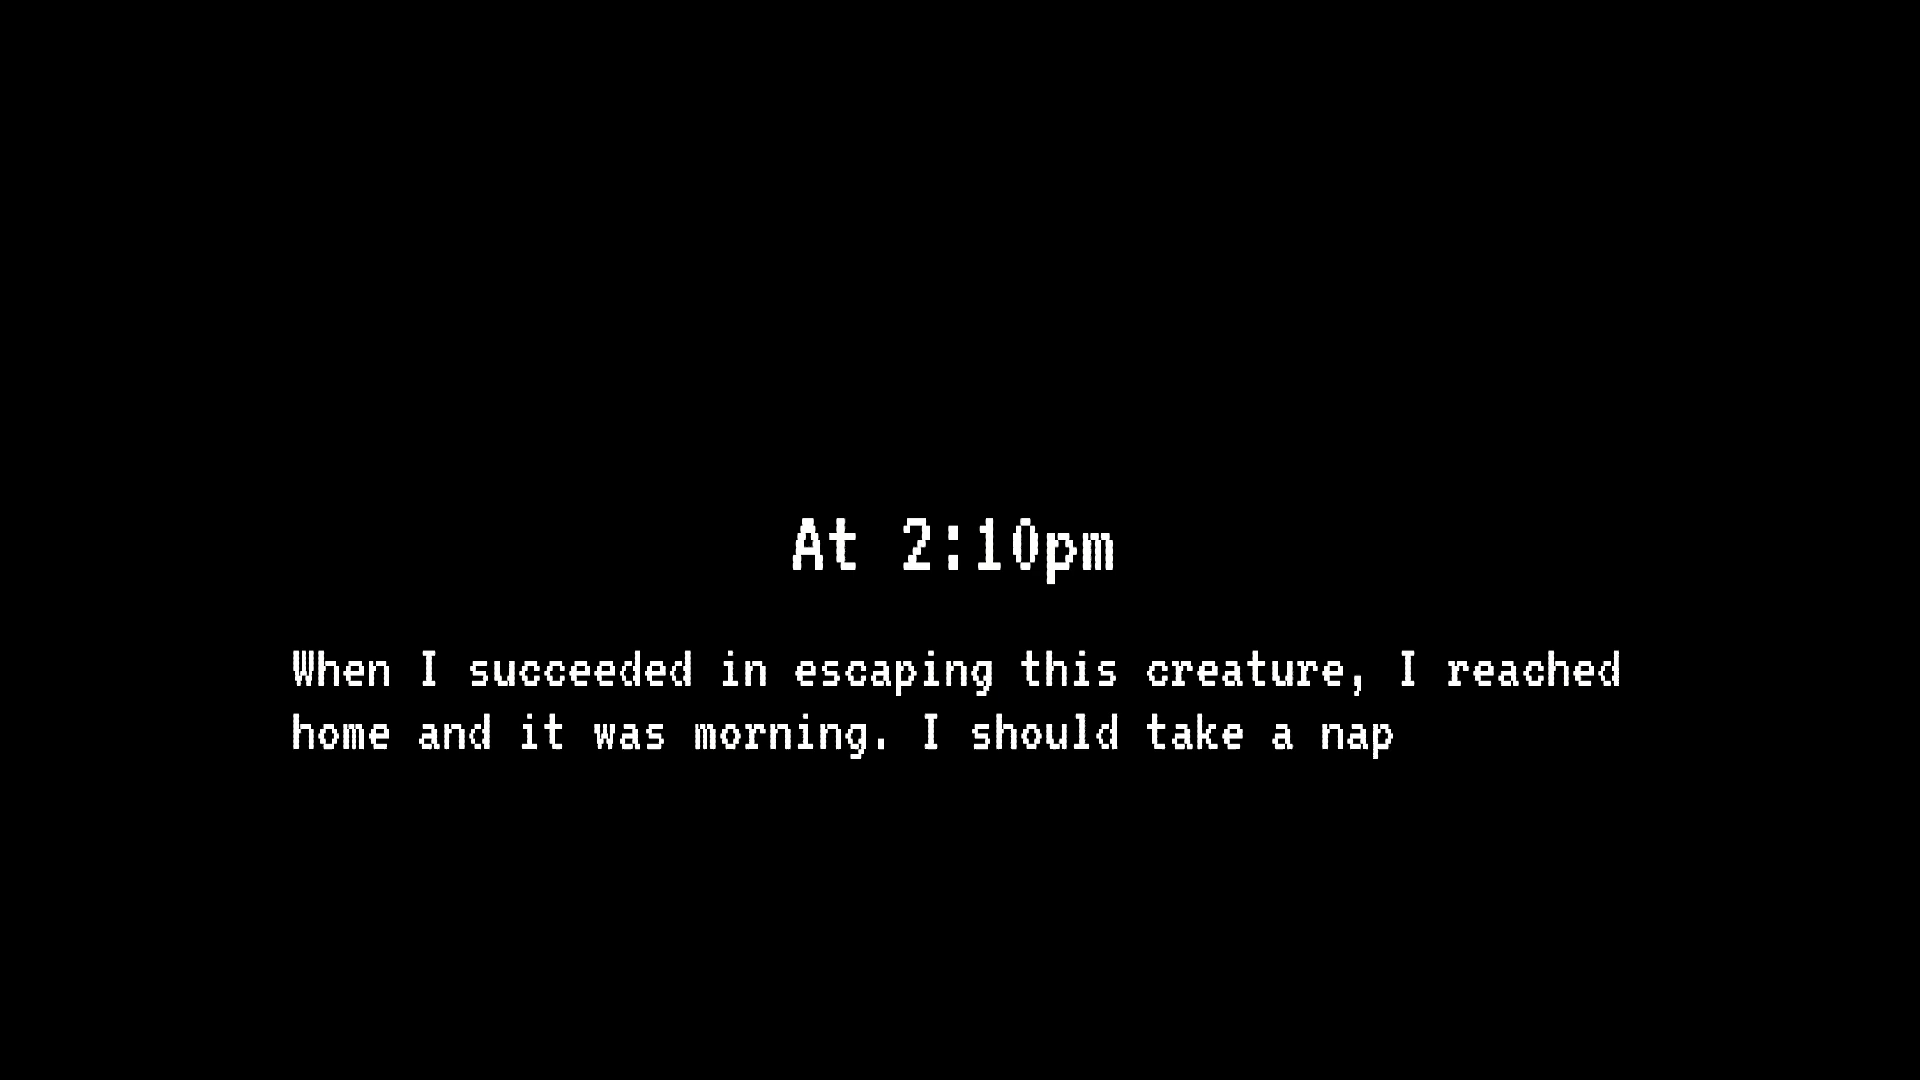 At 2:10pm
When I succeeded in escaping this creature, I reached
home and it was morning. I should take a nap